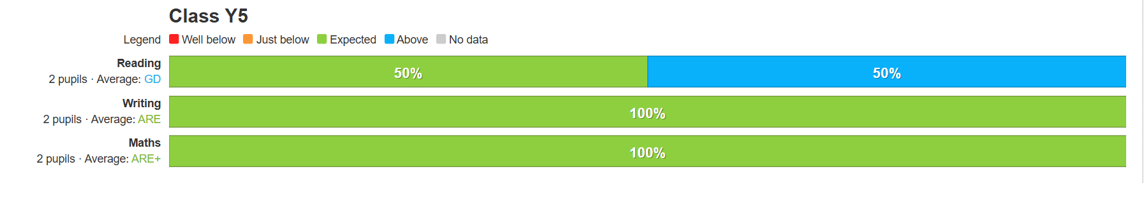 Class Y5
Legend Well below Just below Expected Above No data
Reading
2 pupils · Average: GD
50% 50%
Writing
2 pupils · Average: ARE
100%
Maths
2 pupils · Average: ARE+
100%